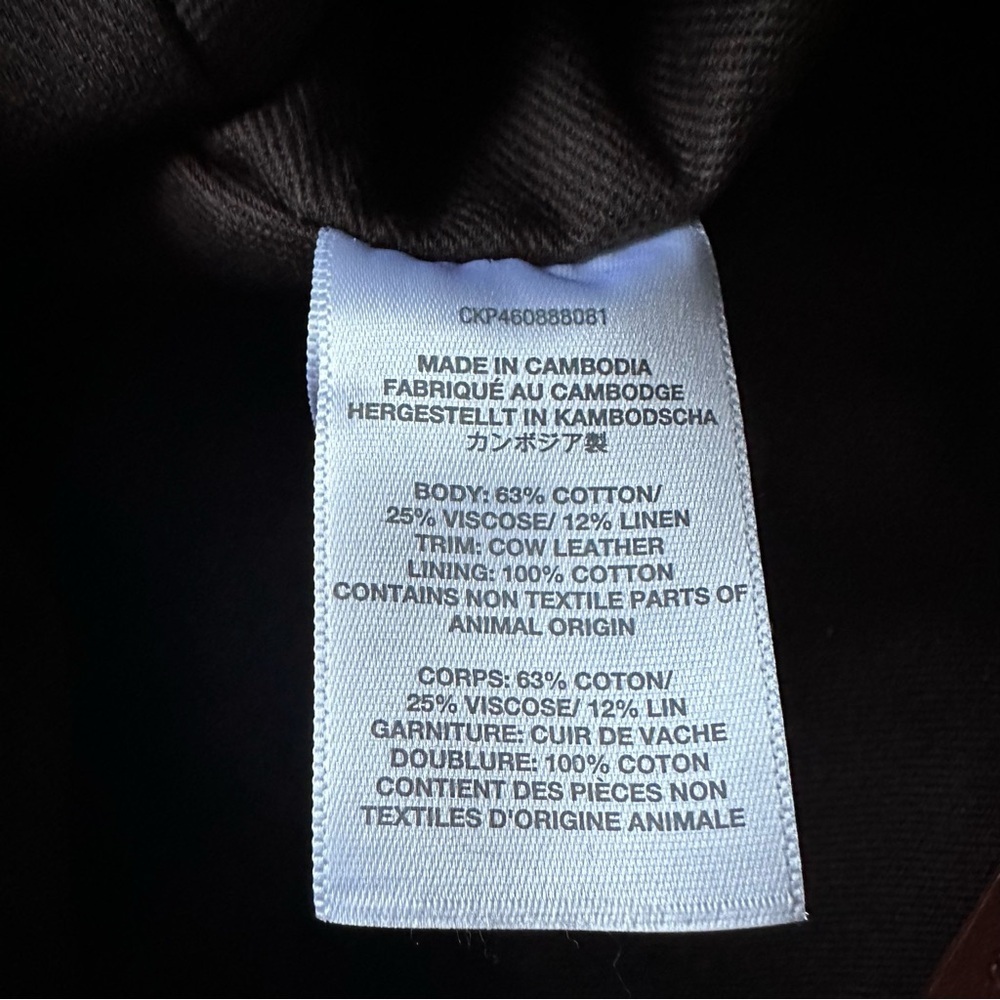 CKP460888081
MADE IN CAMBODIA
FABRIQUÉ AU CAMBODGE
HERGESTELLT IN KAMBODSCHA
カンボジア製
BODY: 63% COTTON/
25% VISCOSE/ 12% LINEN
TRIM: COW LEATHER
LINING: 100% COTTON
CONTAINS NON TEXTILE PARTS OF
ANIMAL ORIGIN
CORPS: 63% COTON/
25% VISCOSE/ 12% LIN
GARNITURE: CUIR DE VACHE
DOUBLURE: 100% COTON
CONTIENT DES PIÈCES NON
TEXTILES D'ORIGINE ANIMALE